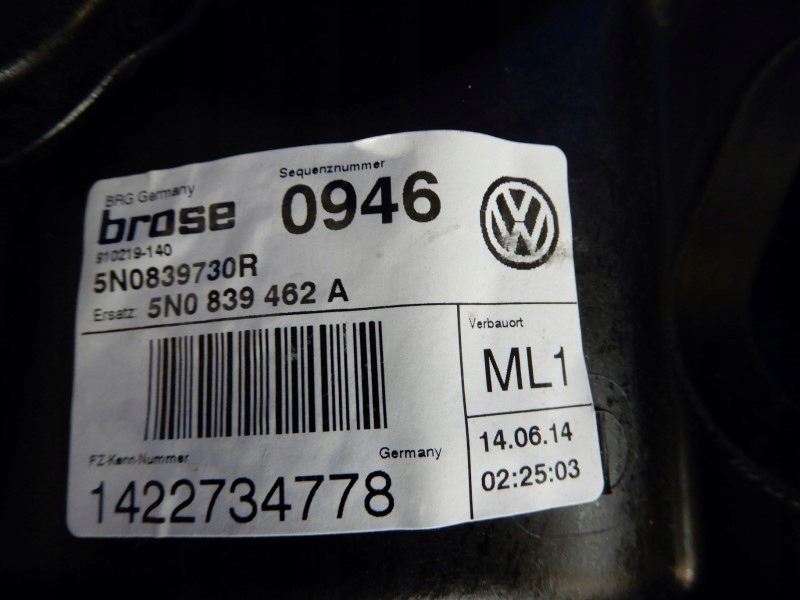 BRG Germany
Sequenznummer
brose
0946
910219-140
5N0839730R
Ersatz: 5N0 839 462 A
Verbauort
ML1
FZ-Kenn-Nummer
Germany
1422734778
14.06.14
02:25:03